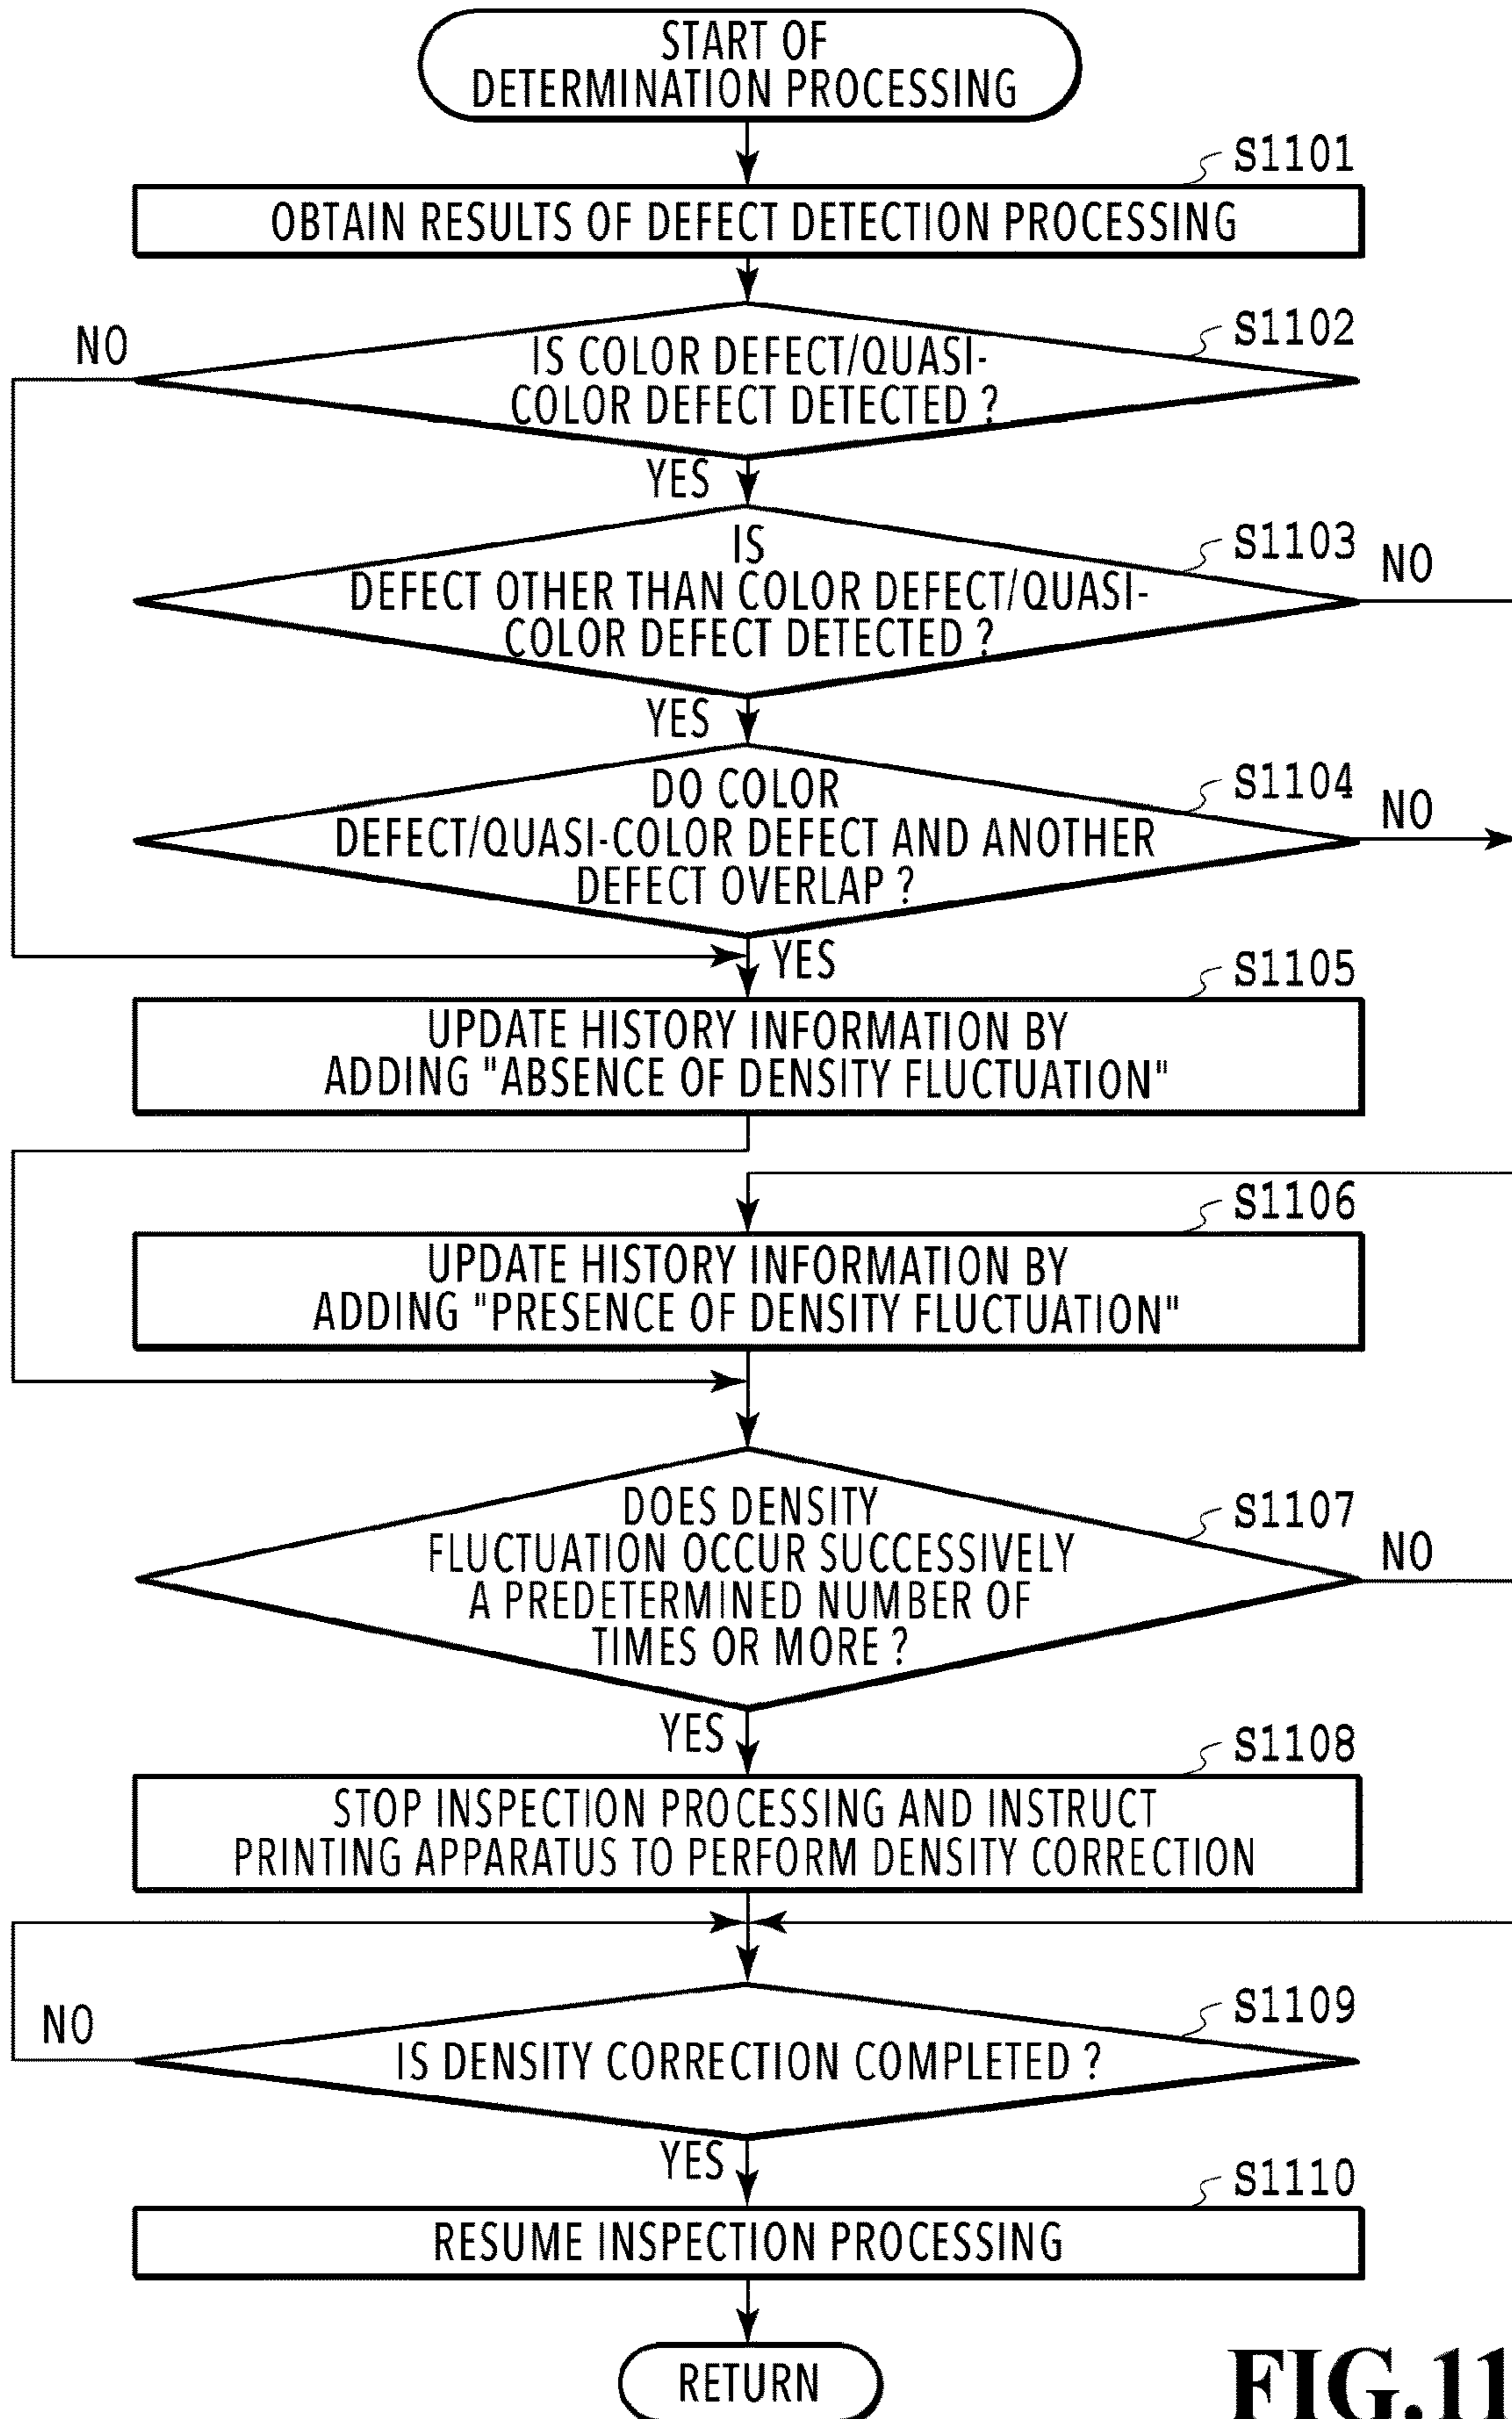 START OF
DETERMINATION PROCESSING
S1101
OBTAIN RESULTS OF DEFECT DETECTION PROCESSING
S1102
NO
IS COLOR DEFECT/QUASI-
COLOR DEFECT DETECTED ?
YES
S1103
NO
IS
DEFECT OTHER THAN COLOR DEFECT/QUASI-
COLOR DEFECT DETECTED ?
YES
S1104
NO
DO COLOR
DEFECT/QUASI-COLOR DEFECT AND ANOTHER
DEFECT OVERLAP ?
YES
S1105
UPDATE HISTORY INFORMATION BY
ADDING "ABSENCE OF DENSITY FLUCTUATION"
S1106
UPDATE HISTORY INFORMATION BY
ADDING "PRESENCE OF DENSITY FLUCTUATION"
S1107
NO
DOES DENSITY
FLUCTUATION OCCUR SUCCESSIVELY
A PREDETERMINED NUMBER OF
TIMES OR MORE ?
YES
S1108
STOP INSPECTION PROCESSING AND INSTRUCT
PRINTING APPARATUS TO PERFORM DENSITY CORRECTION
S1109
NO
IS DENSITY CORRECTION COMPLETED ?
YES
S1110
RESUME INSPECTION PROCESSING
RETURN
FIG.11